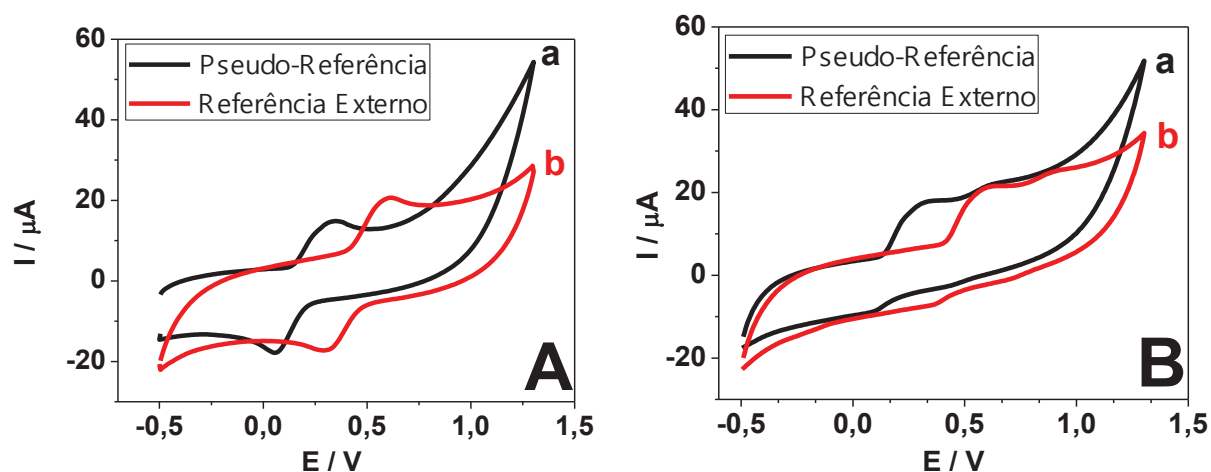 60
40
20
0
-20
I / µA
Pseudo-Referência
Referência Externo
a
b
A
-0,5
0,0
0,5
1,0
1,5
E / V
60
40
20
0
-20
I / µA
Pseudo-Referência
Referência Externo
a
b
B
-0,5
0,0
0,5
1,0
1,5
E / V